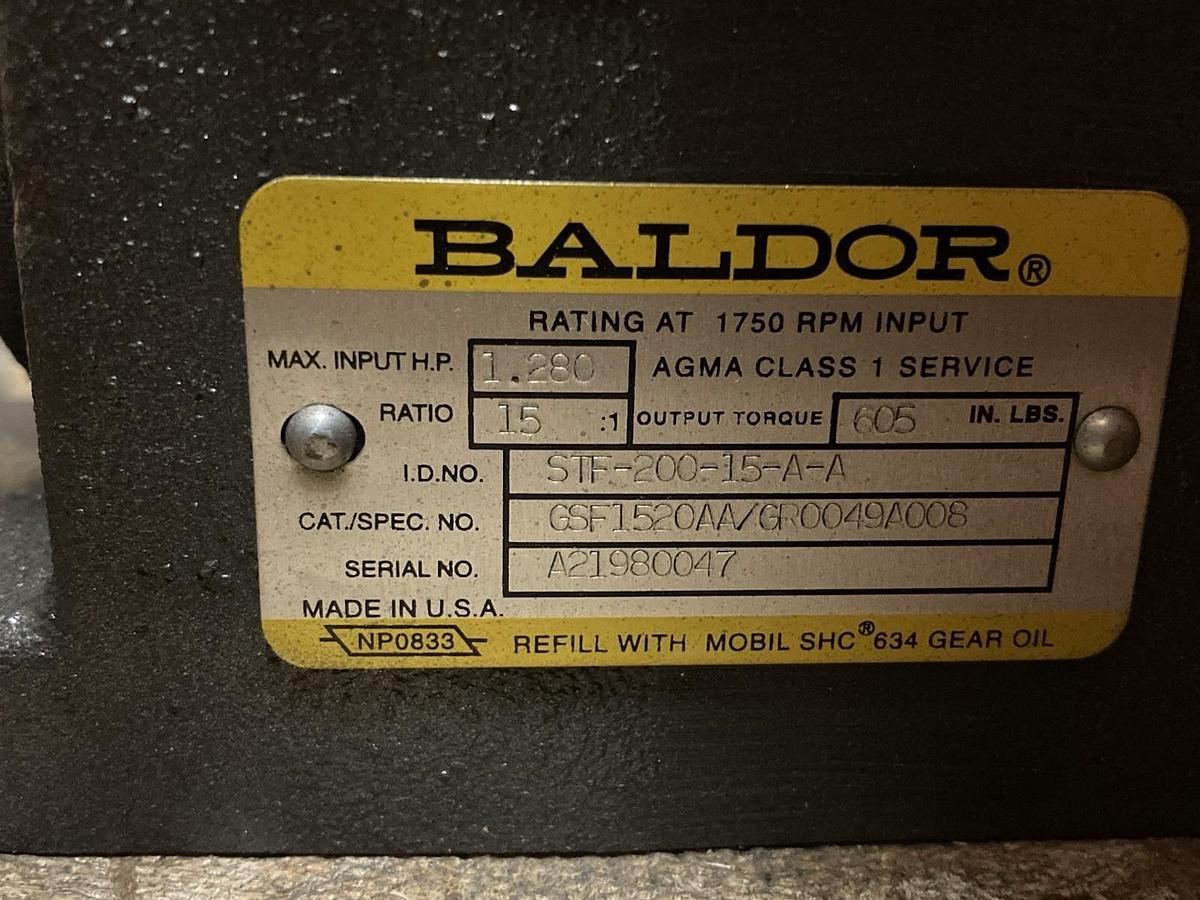 BALDOR®
RATING AT 1750 RPM INPUT
MAX. INPUT H.P. 1.280 AGMA CLASS 1 SERVICE
RATIO 15 :1 OUTPUT TORQUE 605 IN. LBS.
I.D.NO. STF-200-15-A-A
CAT./SPEC. NO. GSF1520AA/GR0049A008
SERIAL NO. A21980047
MADE IN U.S.A.
NP0833 REFILL WITH MOBIL SHC® 634 GEAR OIL